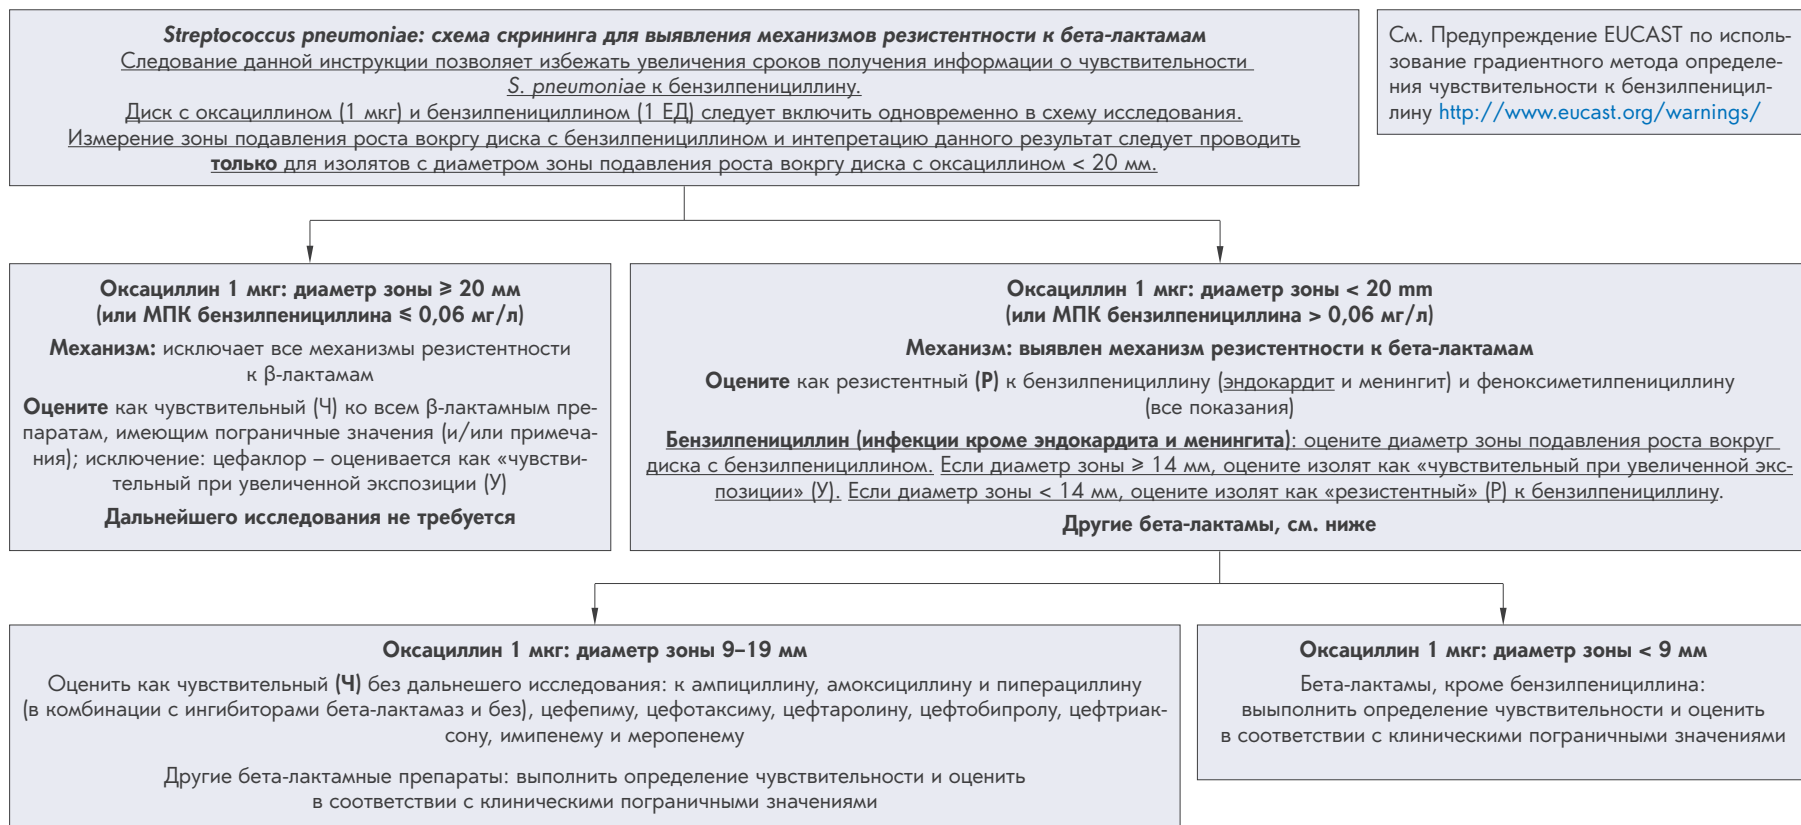 Streptococcus pneumoniae: схема скрининга для выявления механизмов резистентности к бета-лактамам
Следование данной инструкции позволяет избежать увеличения сроков получения информации о чувствительности
S. pneumoniae к бензилпенициллину.
Диск с оксациллином (1 мкг) и бензилпенициллином (1 ЕД) следует включить одновременно в схему исследования.
Измерение зоны подавления роста вокргу диска с бензилпенициллином и интепретацию данного результат следует проводить
только для изолятов с диаметром зоны подавления роста вокргу диска с оксациллином < 20 мм.
См. Предупреждение EUCAST по исполь-
зование градиентного метода определе-
ния чувствительности к бензилпеницил-
лину http://www.eucast.org/warnings/
Оксациллин 1 мкг: диаметр зоны ≥ 20 мм
(или МПК бензилпенициллина ≤ 0,06 мг/л)
Механизм: исключает все механизмы резистентности
к β-лактамам
Оцените как чувствительный (Ч) ко всем β-лактамным пре-
паратам, имеющим пограничные значения (и/или примеча-
ния); исключение: цефаклор – оценивается как «чувстви-
тельный при увеличенной экспозиции (У)
Дальнейшего исследования не требуется
Оксациллин 1 мкг: диаметр зоны < 20 mm
(или МПК бензилпенициллина > 0,06 мг/л)
Механизм: выявлен механизм резистентности к бета-лактамам
Оцените как резистентный (Р) к бензилпенициллину (эндокардит и менингит) и феноксиметилпенициллину
(все показания)
Бензилпенициллин (инфекции кроме эндокардита и менингита): оцените диаметр зоны подавления роста вокруг
диска с бензилпенициллином. Если диаметр зоны ≥ 14 мм, оцените изолят как «чувствительный при увеличенной экс-
позиции» (У). Если диаметр зоны < 14 мм, оцените изолят как «резистентный» (Р) к бензилпенициллину.
Другие бета-лактамы, см. ниже
Оксациллин 1 мкг: диаметр зоны 9–19 мм
Оценить как чувствительный (Ч) без дальнешего исследования: к ампициллину, амоксициллину и пиперациллину
(в комбинации с ингибиторами бета-лактамаз и без), цефепиму, цефотаксиму, цефтаролину, цефтобипролу, цефтриак-
сону, имипенему и меропенему
Другие бета-лактамные препараты: выполнить определение чувствительности и оценить
в соответствии с клиническими пограничными значениями
Оксациллин 1 мкг: диаметр зоны < 9 мм
Бета-лактамы, кроме бензилпенициллина:
выыполнить определение чувствительности и оценить
в соответствии с клиническими пограничными значениями